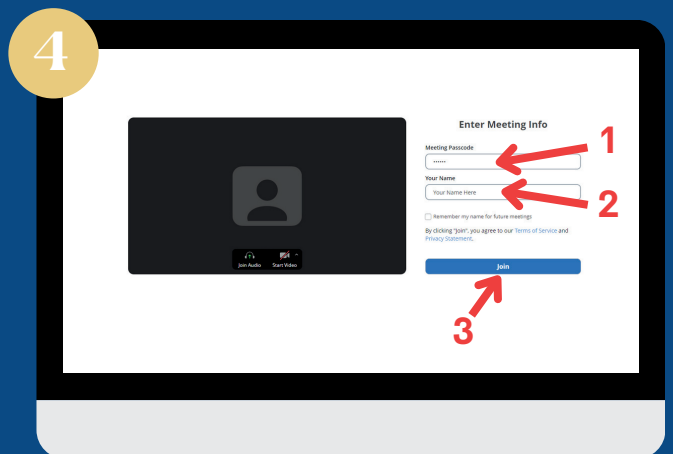 4
Enter Meeting Info
Meeting Passcode
••••••
1
Your Name
Your Name Here
2
Remember my name for future meetings
By clicking "Join", you agree to our Terms of Service and
Privacy Statement.
Join Audio
Start Video
Join
3